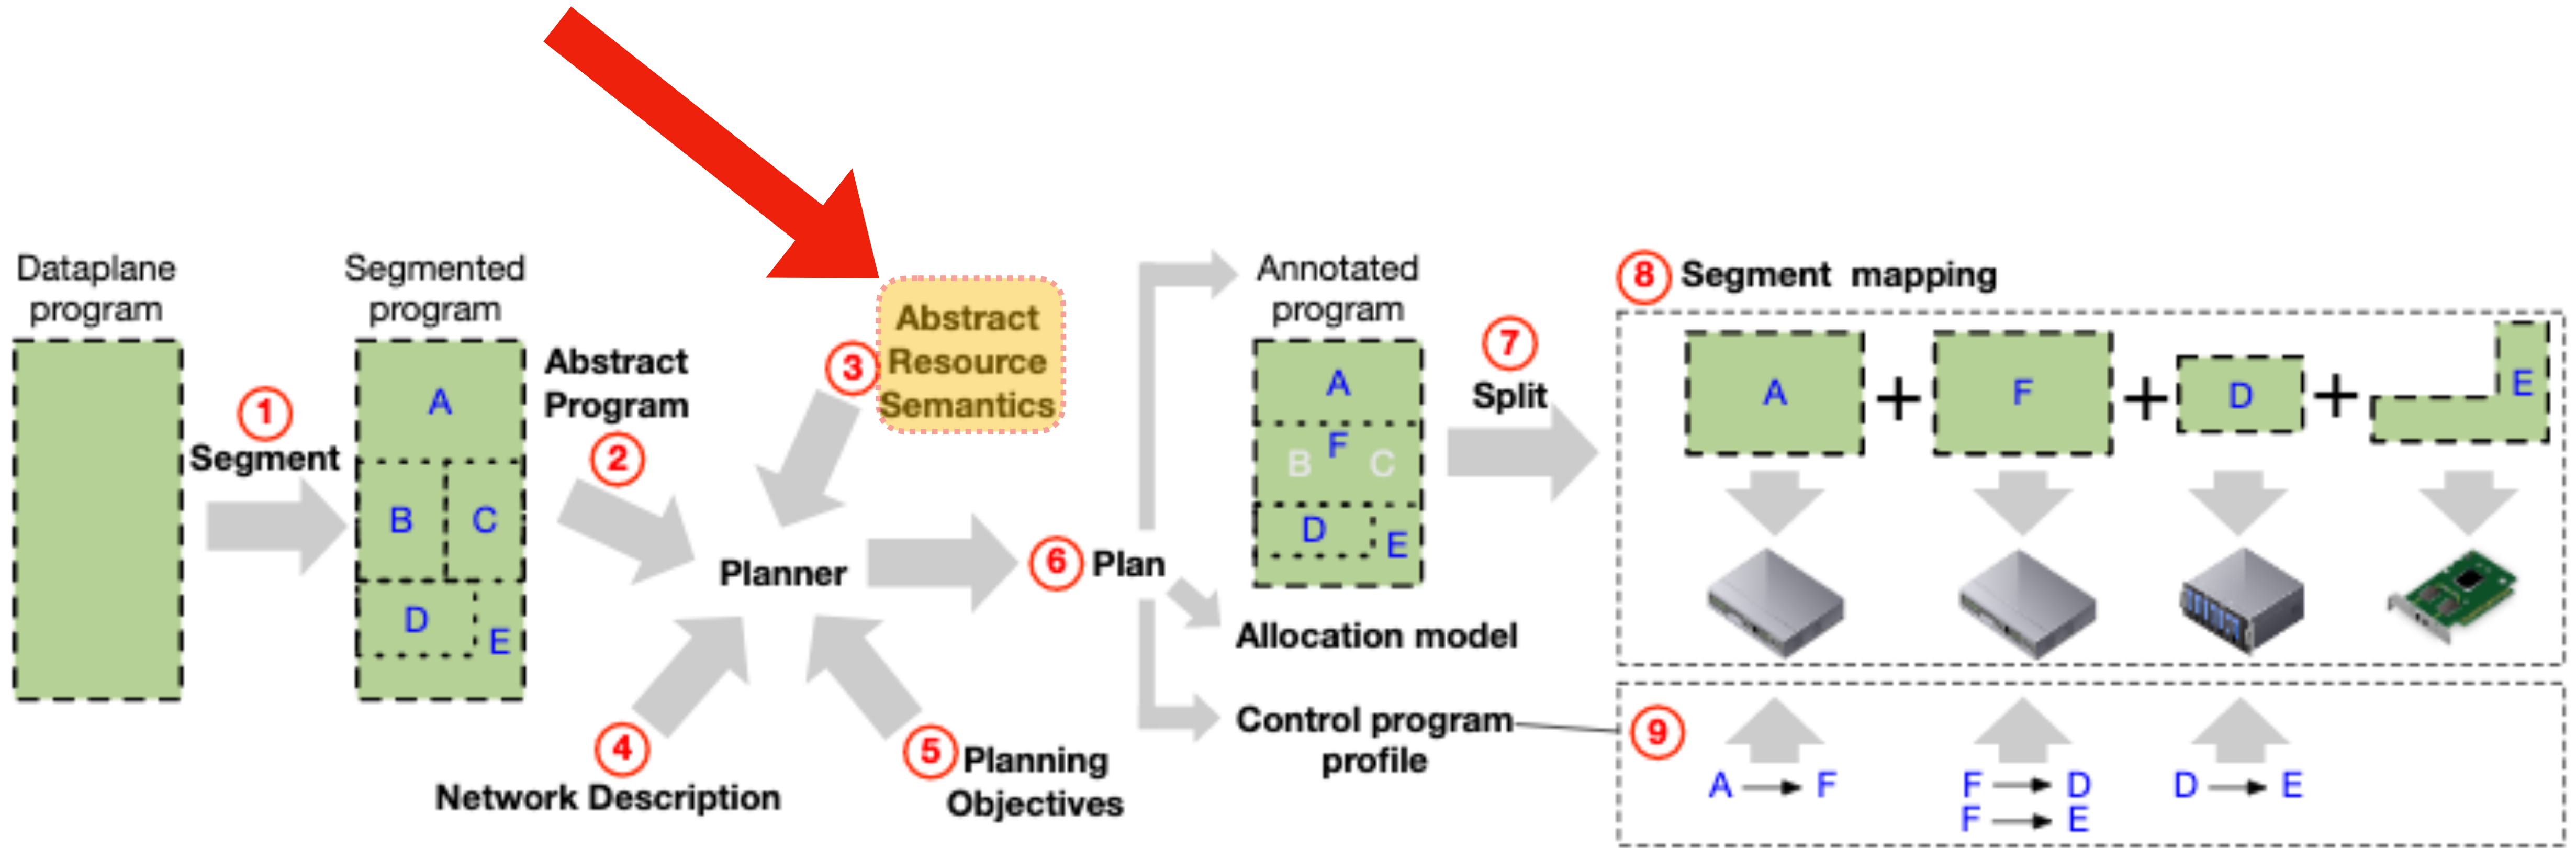 Dataplane
program
1
Segment
Segmented
program
A
B C
D
E
Abstract
Program
2
3
Abstract
Resource
Semantics
Planner
4
Network Description
5
Planning
Objectives
6 Plan
Annotated
program
A
F
B C
D
E
Allocation model
Control program
profile
7
Split
8 Segment mapping
A + F + D + E
9
A F
F D
F E
D E